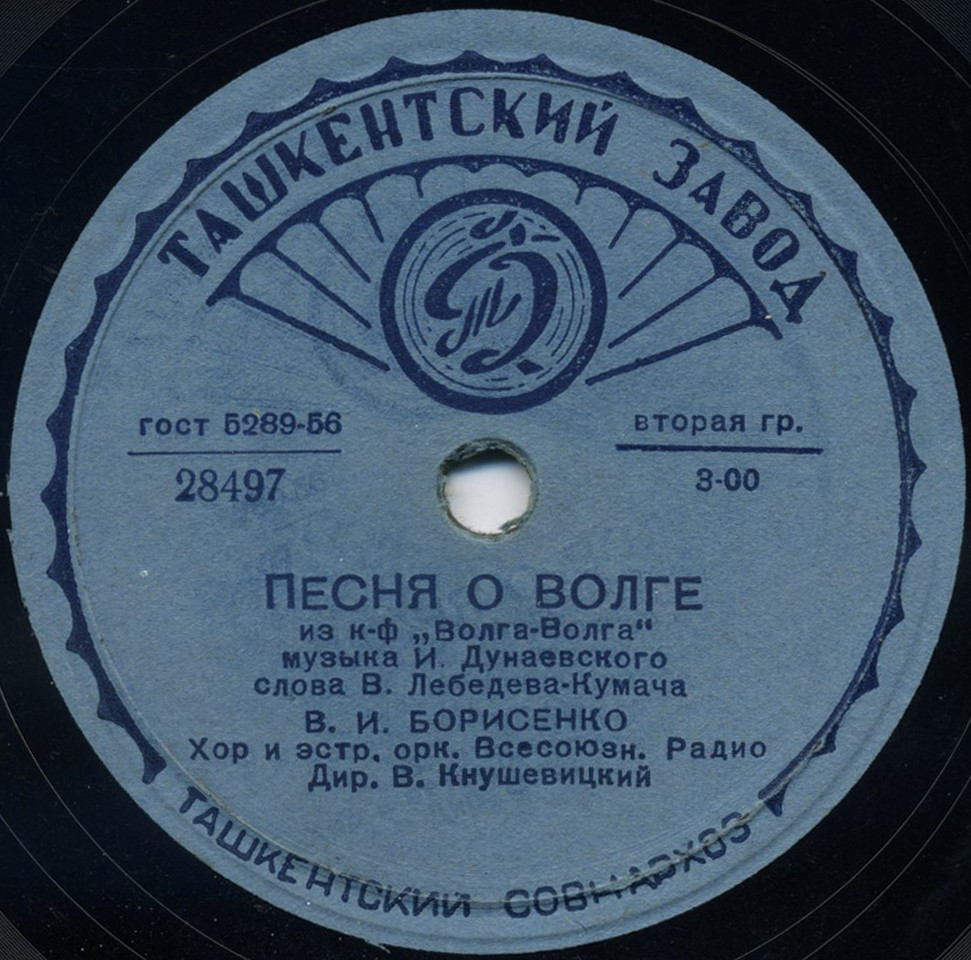 ТАШКЕНТСКИЙ ЗАВОД
гост 5289-56
28497
вторая гр.
3-00
ПЕСНЯ О ВОЛГЕ
из к-ф „Волга-Волга“
музыка И. Дунаевского
слова В. Лебедева-Кумача
В. И. БОРИСЕНКО
Хор и эстр. орк. Всесоюзн. Радио
Дир. В. Кнушевицкий
ТАШКЕНТСКИЙ СОВНАРХОЗ